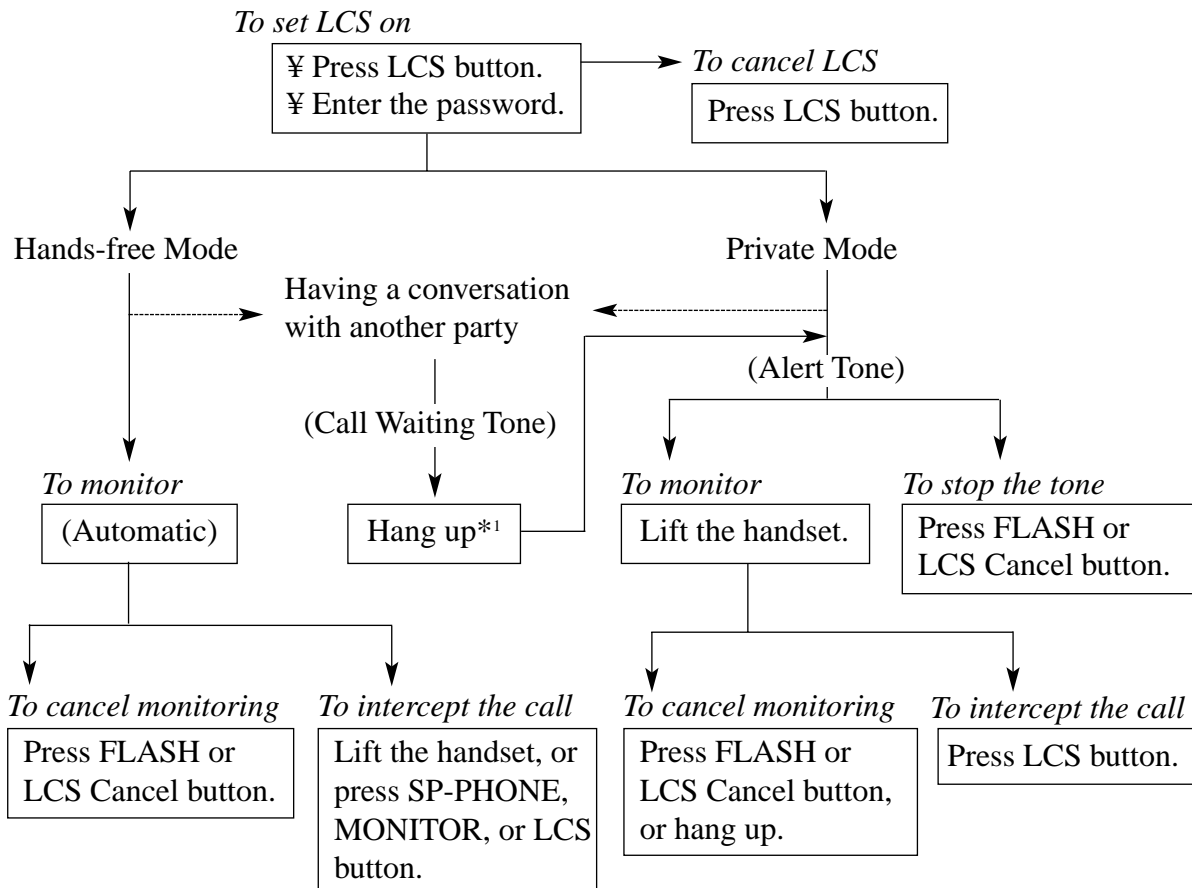 To set LCS on
¥ Press LCS button.
¥ Enter the password.
To cancel LCS
Press LCS button.
Hands-free Mode
Private Mode
Having a conversation
with another party
(Alert Tone)
(Call Waiting Tone)
To monitor
(Automatic)
Hang up*1
To monitor
Lift the handset.
To stop the tone
Press FLASH or
LCS Cancel button.
To cancel monitoring
Press FLASH or
LCS Cancel button.
To intercept the call
Lift the handset, or
press SP-PHONE,
MONITOR, or LCS
button.
To cancel monitoring
Press FLASH or
LCS Cancel button,
or hang up.
To intercept the call
Press LCS button.